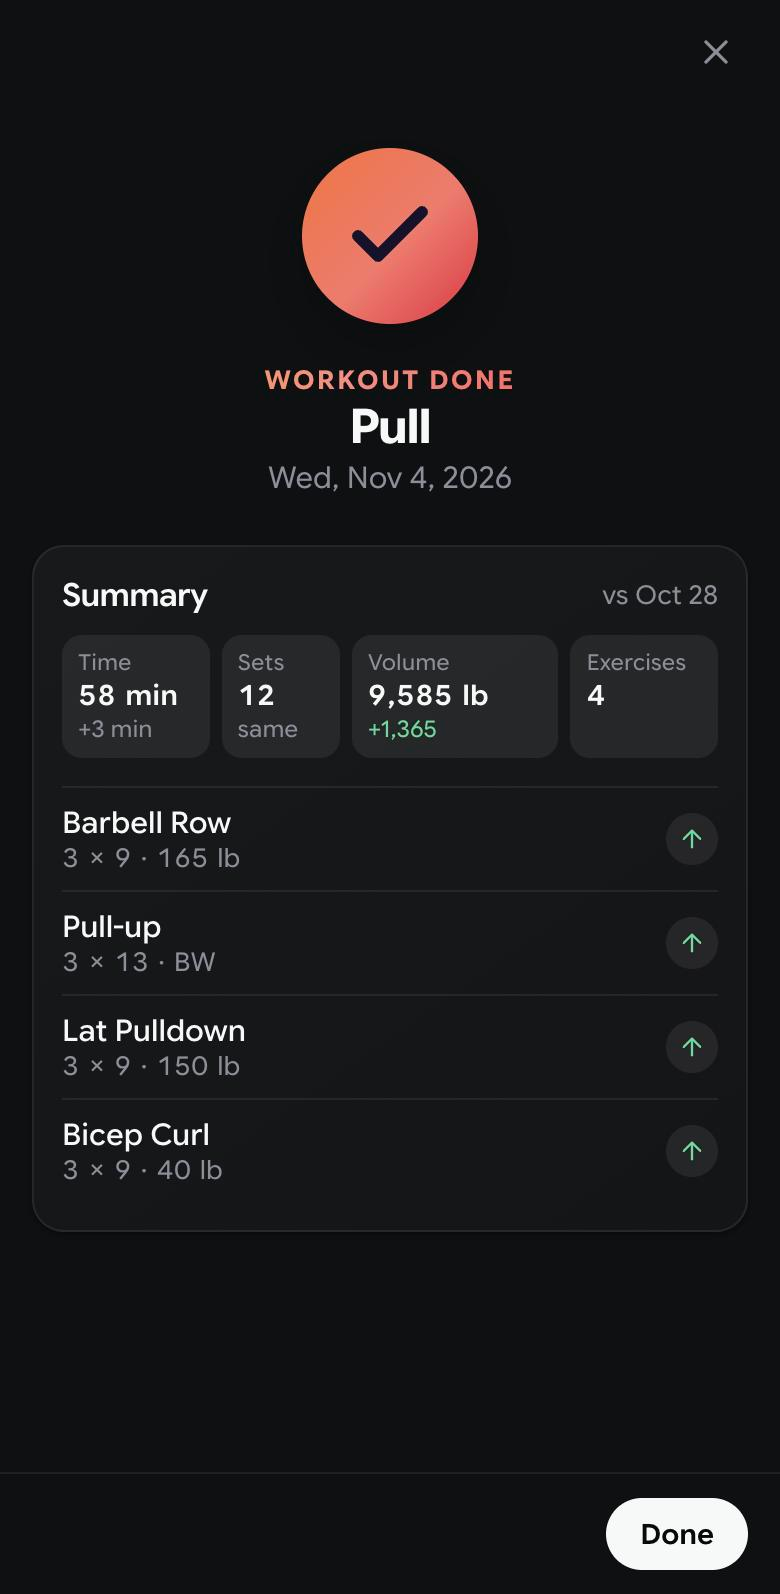 WORKOUT DONE
Pull
Wed, Nov 4, 2026
Summary
vs Oct 28
Time
58 min
+3 min
Sets
12
same
Volume
9,585 lb
+1,365
Exercises
4
Barbell Row
3 × 9 · 165 lb
Pull-up
3 × 13 · BW
Lat Pulldown
3 × 9 · 150 lb
Bicep Curl
3 × 9 · 40 lb
Done